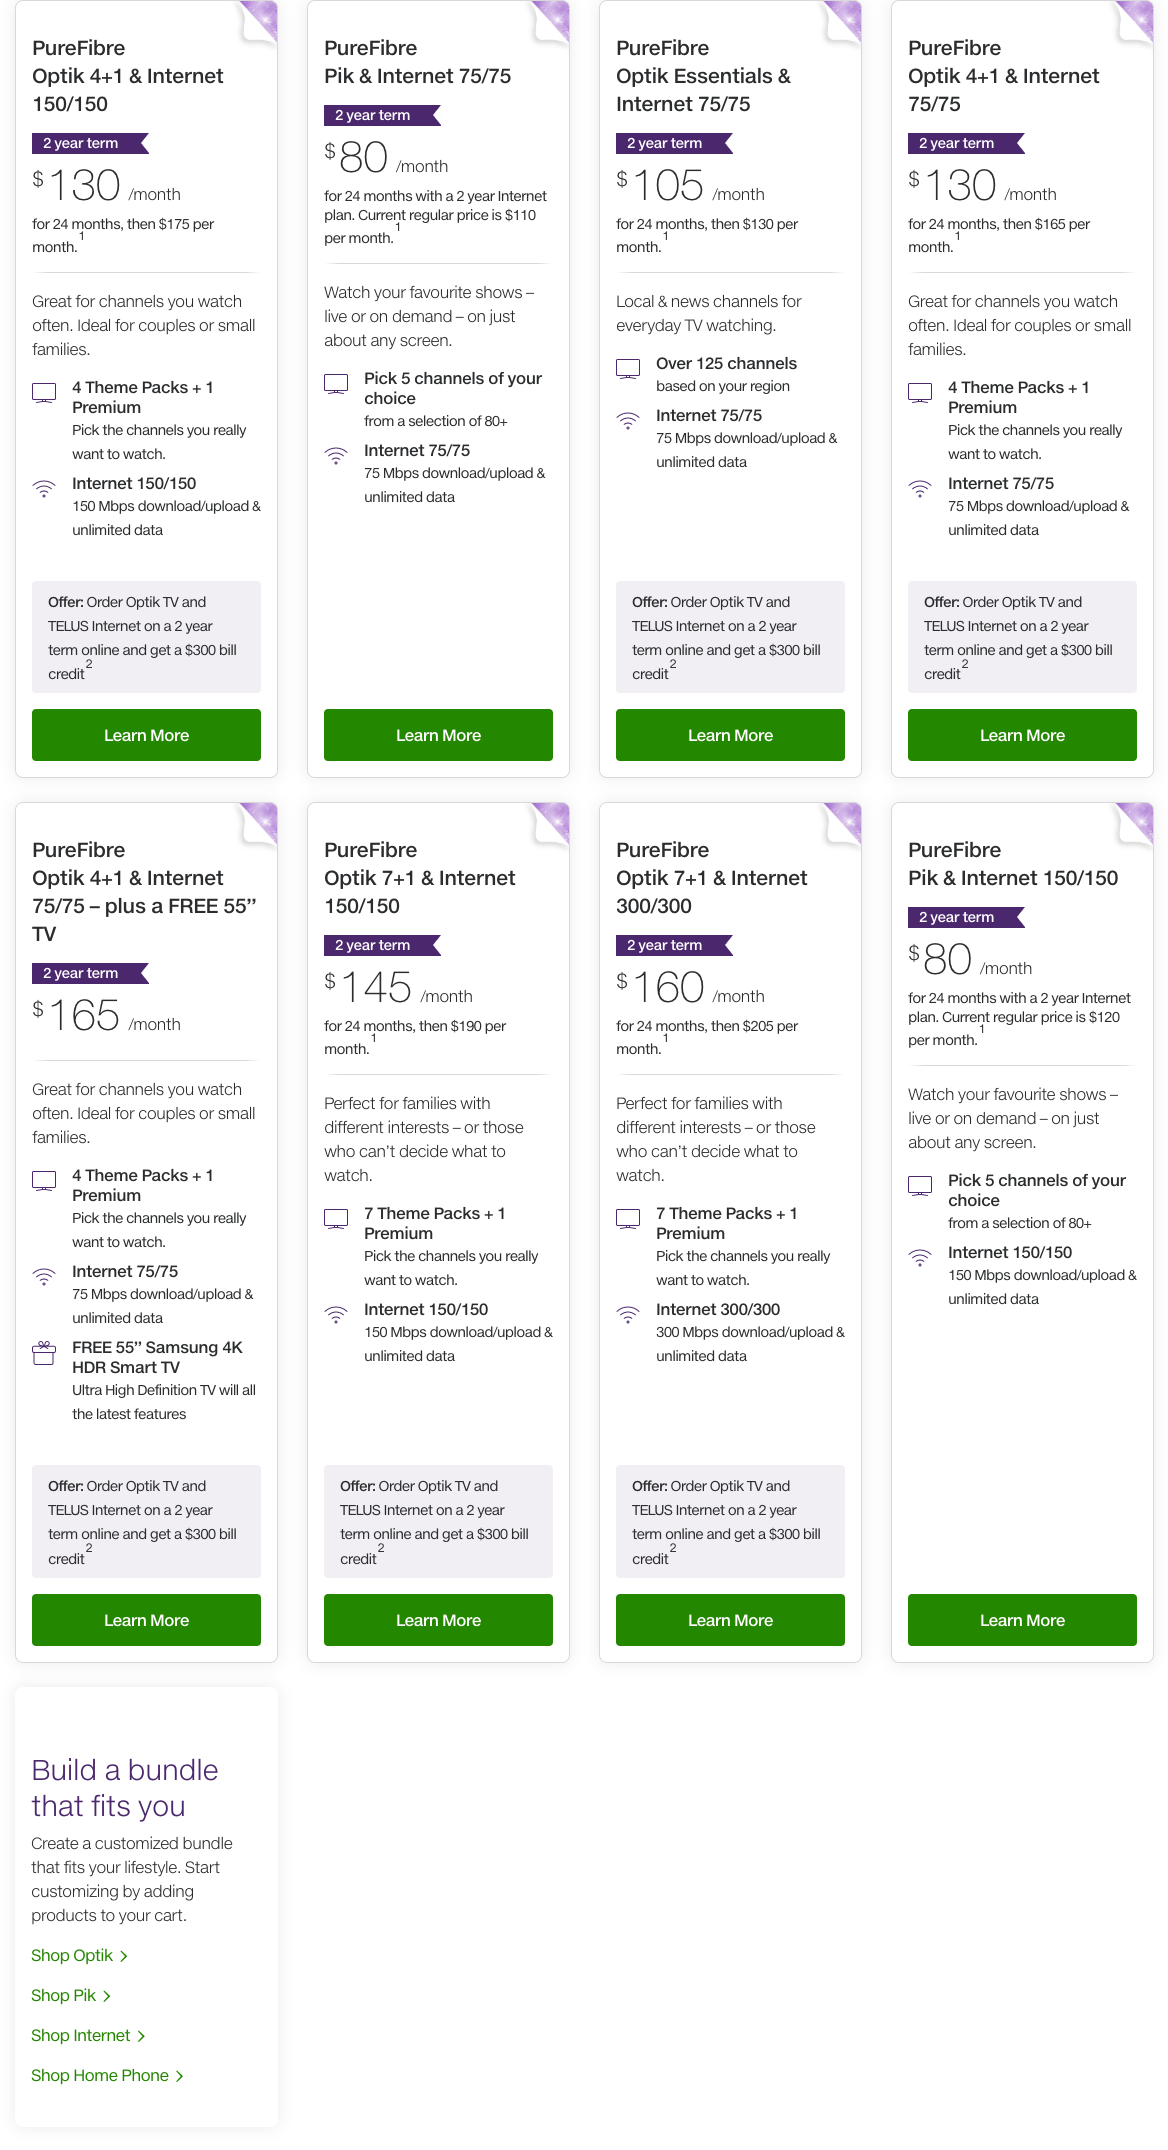 PureFibre
Optik 4+1 & Internet
150/150
2 year term
$130 /month
for 24 months, then $175 per
month.1
Great for channels you watch
often. Ideal for couples or small
families.
4 Theme Packs + 1
Premium
Pick the channels you really
want to watch.
Internet 150/150
150 Mbps download/upload &
unlimited data
Offer: Order Optik TV and
TELUS Internet on a 2 year
term online and get a $300 bill
credit2
Learn More
PureFibre
Pik & Internet 75/75
2 year term
$80 /month
for 24 months with a 2 year Internet
plan. Current regular price is $110
per month.1
Watch your favourite shows –
live or on demand – on just
about any screen.
Pick 5 channels of your
choice
from a selection of 80+
Internet 75/75
75 Mbps download/upload &
unlimited data
Learn More
PureFibre
Optik Essentials &
Internet 75/75
2 year term
$105 /month
for 24 months, then $130 per
month.1
Local & news channels for
everyday TV watching.
Over 125 channels
based on your region
Internet 75/75
75 Mbps download/upload &
unlimited data
Offer: Order Optik TV and
TELUS Internet on a 2 year
term online and get a $300 bill
credit2
Learn More
PureFibre
Optik 4+1 & Internet
75/75
2 year term
$130 /month
for 24 months, then $165 per
month.1
Great for channels you watch
often. Ideal for couples or small
families.
4 Theme Packs + 1
Premium
Pick the channels you really
want to watch.
Internet 75/75
75 Mbps download/upload &
unlimited data
Offer: Order Optik TV and
TELUS Internet on a 2 year
term online and get a $300 bill
credit2
Learn More
PureFibre
Optik 4+1 & Internet
75/75 – plus a FREE 55”
TV
2 year term
$165 /month
Great for channels you watch
often. Ideal for couples or small
families.
4 Theme Packs + 1
Premium
Pick the channels you really
want to watch.
Internet 75/75
75 Mbps download/upload &
unlimited data
FREE 55” Samsung 4K
HDR Smart TV
Ultra High Definition TV will all
the latest features
Offer: Order Optik TV and
TELUS Internet on a 2 year
term online and get a $300 bill
credit2
Learn More
PureFibre
Optik 7+1 & Internet
150/150
2 year term
$145 /month
for 24 months, then $190 per
month.1
Perfect for families with
different interests – or those
who can’t decide what to
watch.
7 Theme Packs + 1
Premium
Pick the channels you really
want to watch.
Internet 150/150
150 Mbps download/upload &
unlimited data
Offer: Order Optik TV and
TELUS Internet on a 2 year
term online and get a $300 bill
credit2
Learn More
PureFibre
Optik 7+1 & Internet
300/300
2 year term
$160 /month
for 24 months, then $205 per
month.1
Perfect for families with
different interests – or those
who can’t decide what to
watch.
7 Theme Packs + 1
Premium
Pick the channels you really
want to watch.
Internet 300/300
300 Mbps download/upload &
unlimited data
Offer: Order Optik TV and
TELUS Internet on a 2 year
term online and get a $300 bill
credit2
Learn More
PureFibre
Pik & Internet 150/150
2 year term
$80 /month
for 24 months with a 2 year Internet
plan. Current regular price is $120
per month.1
Watch your favourite shows –
live or on demand – on just
about any screen.
Pick 5 channels of your
choice
from a selection of 80+
Internet 150/150
150 Mbps download/upload &
unlimited data
Learn More
Build a bundle
that fits you
Create a customized bundle
that fits your lifestyle. Start
customizing by adding
products to your cart.
Shop Optik
Shop Pik
Shop Internet
Shop Home Phone